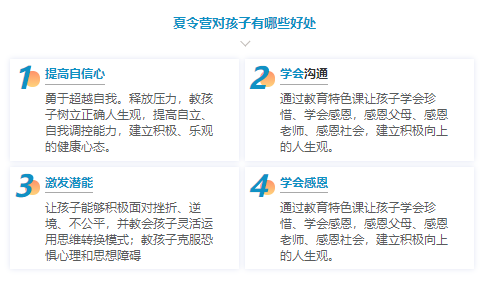 夏令营对孩子有哪些好处
1 提高自信心
勇于超越自我。释放压力，教孩
子树立正确人生观，提高自立、
自我调控能力，建立积极、乐观
的健康心态。
2 学会沟通
通过教育特色课让孩子学会珍
惜、学会感恩，感恩父母、感恩
老师、感恩社会，建立积极向上
的人生观。
3 激发潜能
让孩子能够积极面对挫折、逆
境、不公平，并教会孩子灵活运
用思维转换模式；教孩子克服恐
惧心理和思想障碍
4 学会感恩
通过教育特色课让孩子学会珍
惜、学会感恩，感恩父母、感恩
老师、感恩社会，建立积极向上
的人生观。